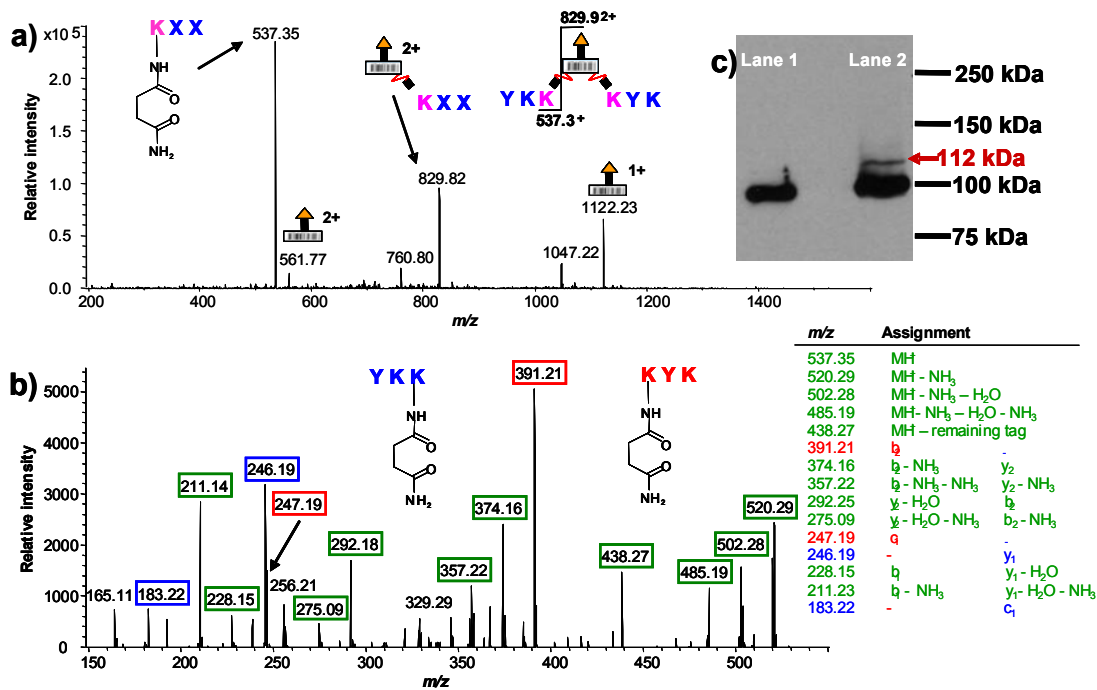 a)
x10 5
K X X
NH
O
O
NH2
537.35
2+
K X X
829.9 2+
Y K K
K Y K
537.3+
2.0
1.5
1.0
0.5
0.0
Relative intensity
2+
561.77
760.80
829.82
1047.22
1+
1122.23
200 400 600 800 1000 1200 1400
m/z
c)
Lane 1 Lane 2
250 kDa
150 kDa
112 kDa
100 kDa
75 kDa
b)
Y K K
NH
O
O
NH2
K Y K
NH
O
O
NH2
5000
4000
3000
2000
1000
0
Relative intensity
165.11
183.22
211.14
228.15
246.19
247.19
256.21
275.09
292.18
329.29
357.22
374.16
391.21
438.27
485.19
502.28
520.29
150 200 250 300 350 400 450 500
m/z
m/z Assignment
537.35 MH+
520.29 MH+ - NH3
502.28 MH+ - NH3 – H2O
485.19 MH+- NH3 – H2O - NH3
438.27 MH+ – remaining tag
391.21 b2 -
374.16 b2 - NH3 y2
357.22 b2 - NH3 - NH3 y2 - NH3
292.25 y2 - H2O b2
275.09 y2 - H2O - NH3 b2 - NH3
247.19 c1 -
246.19 - y1
228.15 b1 y1 - H2O
211.23 b1 - NH3 y1- H2O - NH3
183.22 - c1